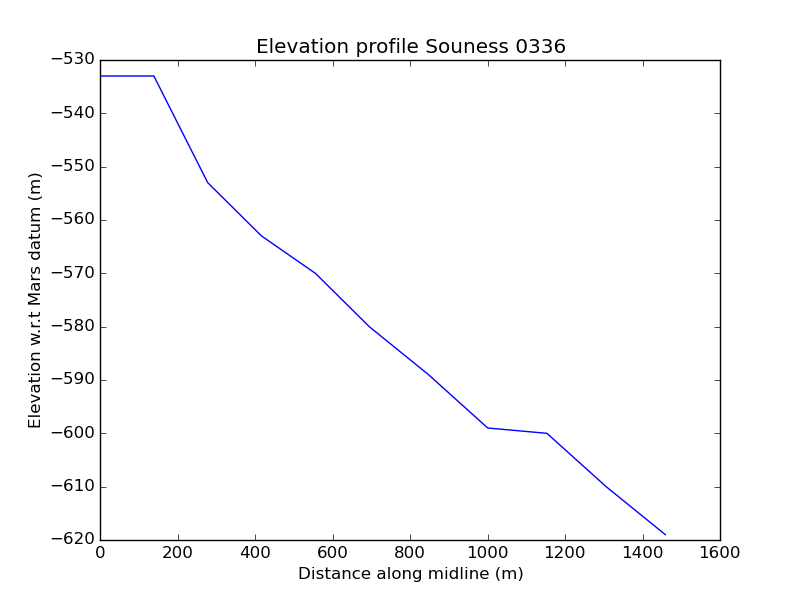 Elevation profile Souness 0336
−530
−540
−550
−560
−570
−580
−590
−600
−610
−620
Elevation w.r.t Mars datum (m)
0 200 400 600 800 1000 1200 1400 1600
Distance along midline (m)